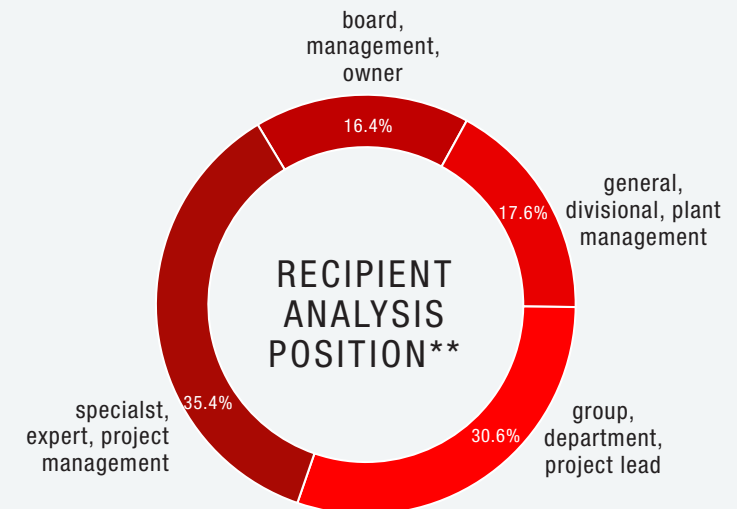 board,
management,
owner
16.4%
general,
divisional, plant
management
17.6%
RECIPIENT
ANALYSIS
POSITION**
specialst,
expert, project
management
35.4%
group,
department,
project lead
30.6%